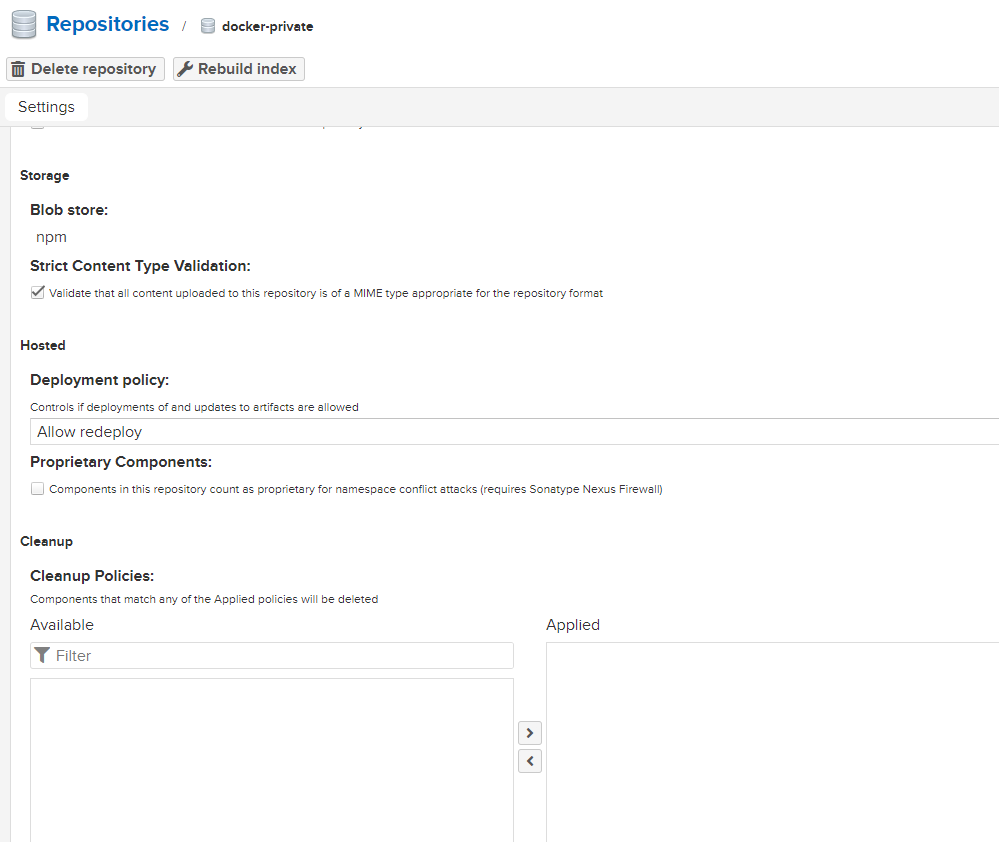 Repositories / docker-private
Delete repository Rebuild index
Settings
Storage
Blob store:
npm
Strict Content Type Validation:
Validate that all content uploaded to this repository is of a MIME type appropriate for the repository format
Hosted
Deployment policy:
Controls if deployments of and updates to artifacts are allowed
Allow redeploy
Proprietary Components:
Components in this repository count as proprietary for namespace conflict attacks (requires Sonatype Nexus Firewall)
Cleanup
Cleanup Policies:
Components that match any of the Applied policies will be deleted
Available Applied
Filter